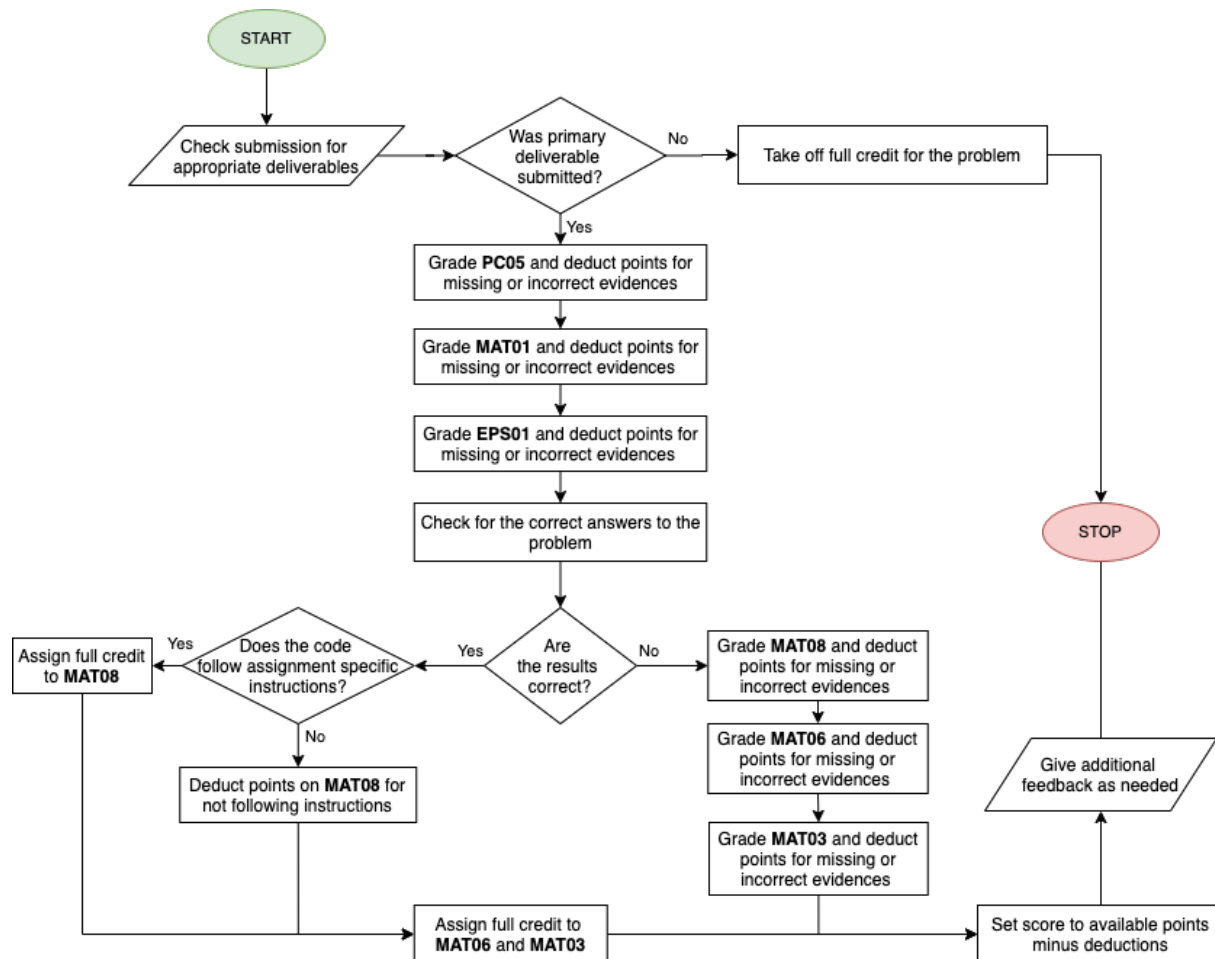 START
Check submission for
appropriate deliverables
Was primary
deliverable
submitted?
No
Take off full credit for the problem
Yes
Grade PC05 and deduct points for
missing or incorrect evidences
Grade MAT01 and deduct points for
missing or incorrect evidences
Grade EPS01 and deduct points for
missing or incorrect evidences
Check for the correct answers to the
problem
STOP
Are
the results
correct?
Yes
Does the code
follow assignment specific
instructions?
Yes
Assign full credit
to MAT08
No
Deduct points on MAT08 for
not following instructions
Assign full credit to
MAT06 and MAT03
No
Grade MAT08 and deduct
points for missing or
incorrect evidences
Grade MAT06 and deduct
points for missing or
incorrect evidences
Grade MAT03 and deduct
points for missing or
incorrect evidences
Set score to available points
minus deductions
Give additional
feedback as needed